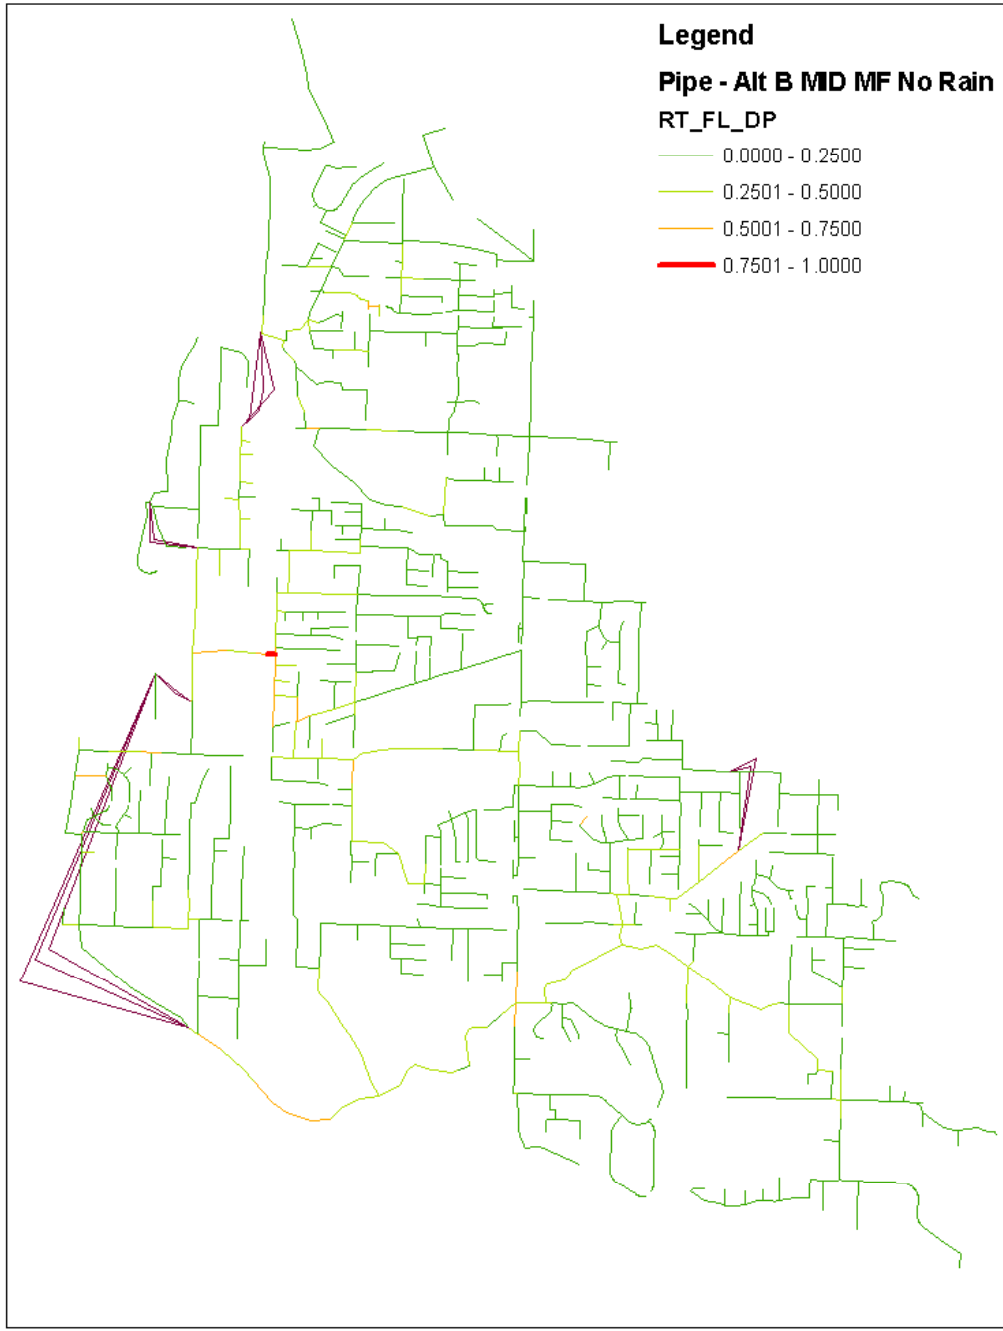 Legend
Pipe - Alt B MID MF No Rain
RT_FL_DP
0.0000 - 0.2500
0.2501 - 0.5000
0.5001 - 0.7500
0.7501 - 1.0000